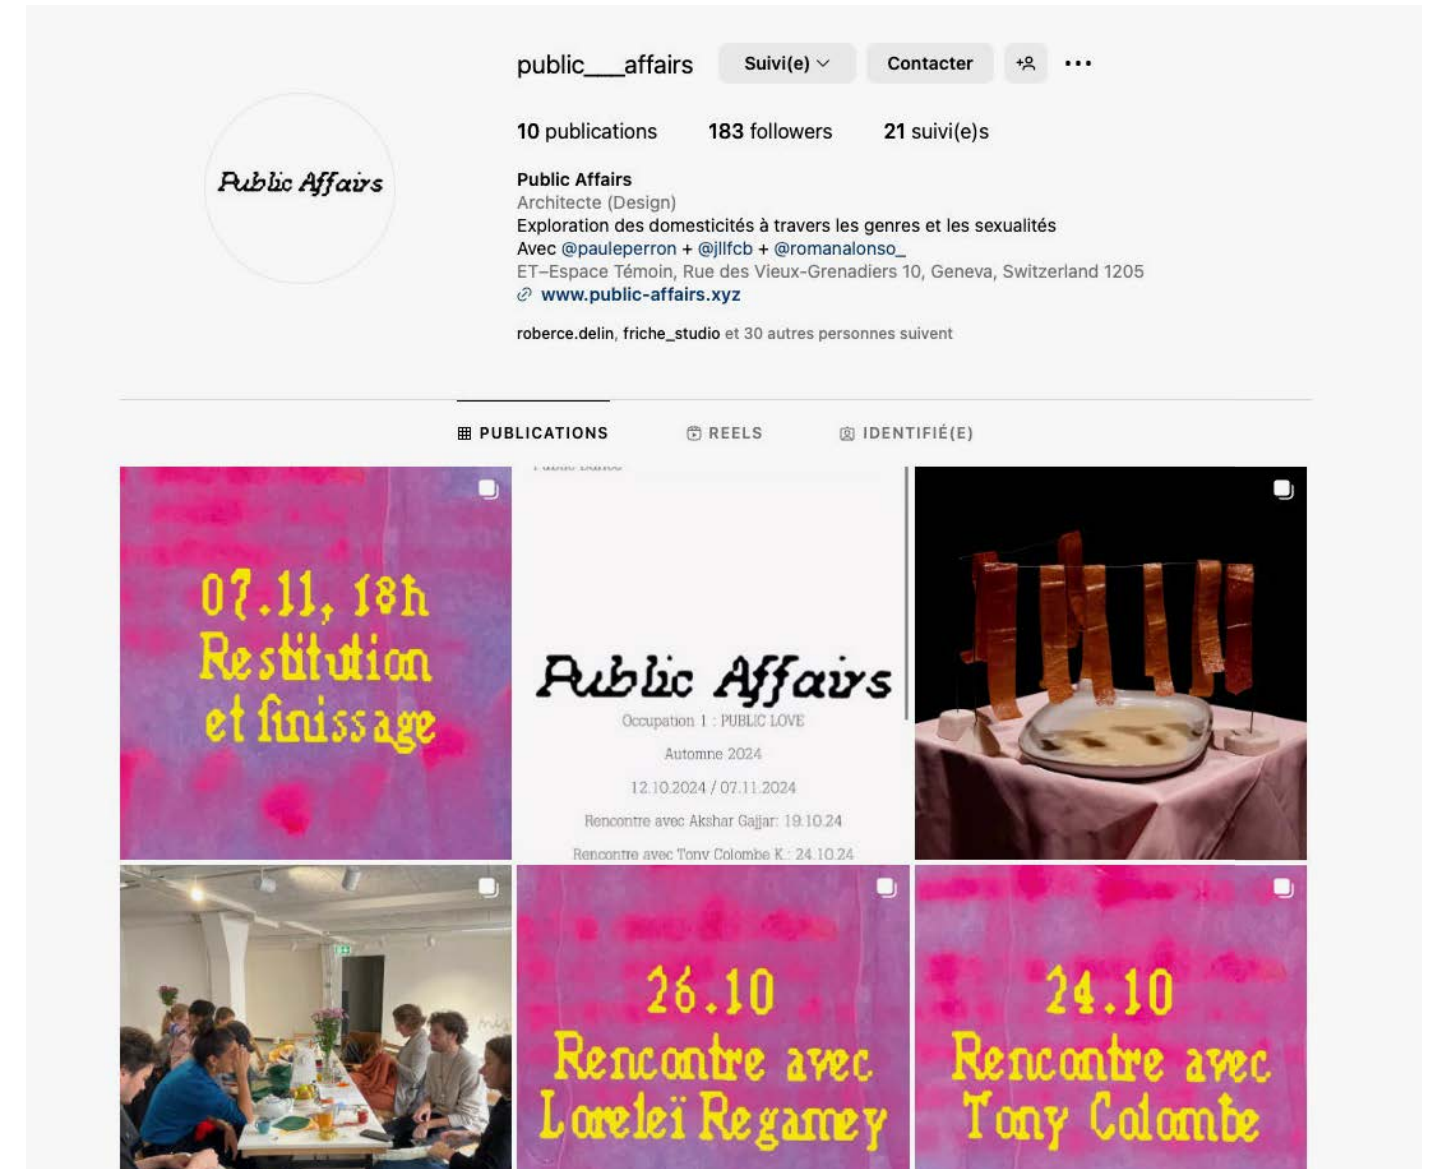 public___affairs
Suivi(e)
Contacter
10 publications
183 followers
21 suivi(e)s
Public Affairs
Public Affairs
Architecte (Design)
Exploration des domesticités à travers les genres et les sexualités
Avec @pauleperron + @jllfcb + @romanalonso_
ET–Espace Témoin, Rue des Vieux-Grenadiers 10, Geneva, Switzerland 1205
www.public-affairs.xyz
roberce.delin, friche_studio et 30 autres personnes suivent
PUBLICATIONS
REELS
IDENTIFIÉ(E)
07.11, 18h
Restitution
et finissage
Public Affairs
Occupation 1 : PUBLIC LOVE
Automne 2024
12.10.2024 / 07.11.2024
Rencontre avec Akshar Gajjar: 19.10.24
Rencontre avec Tony Colombe K.: 24.10.24
26.10
Rencontre avec
Loreleï Regamey
24.10
Rencontre avec
Tony Colombe